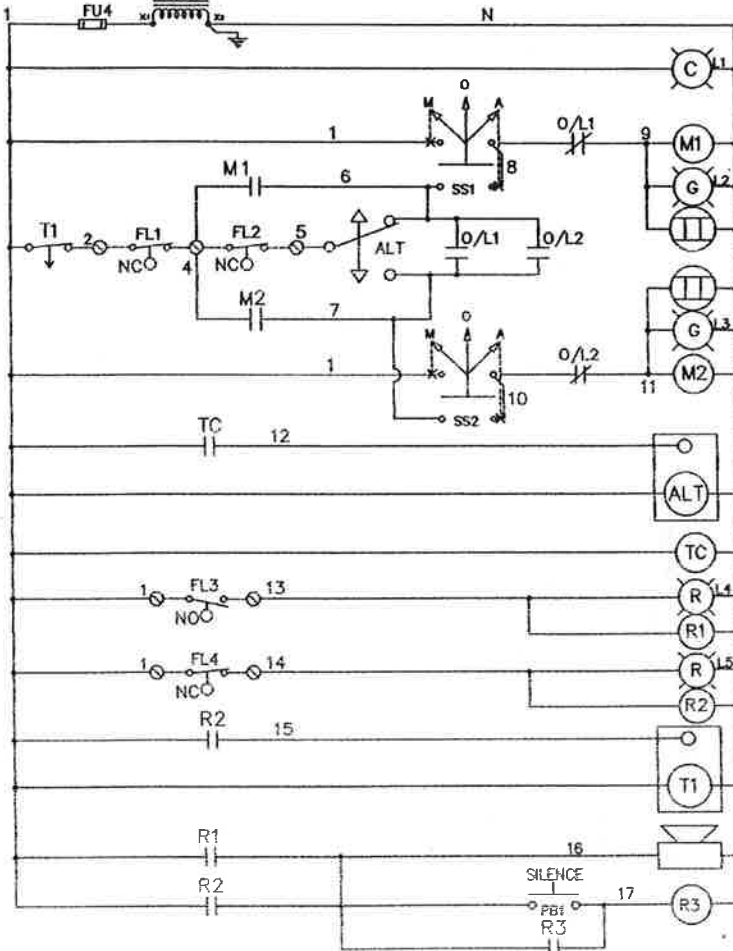 1 FU4 X1 X2 N
C L1
M O A
1 O/L1 9 M1
8
M1 6 SS1 G L2
T1 2 FL1 4 FL2 5 ALT O/L1 O/L2
NC NC
M2 7
M O A G L3
1 O/L2 11 M2
10
SS2
TC 12
ALT
TC
1 FL3 13 R L4
NO R1
1 FL4 14 R L5
NC R2
R2 15
T1
R1 16
SILENCE
R2 PB1 17 R3
R3